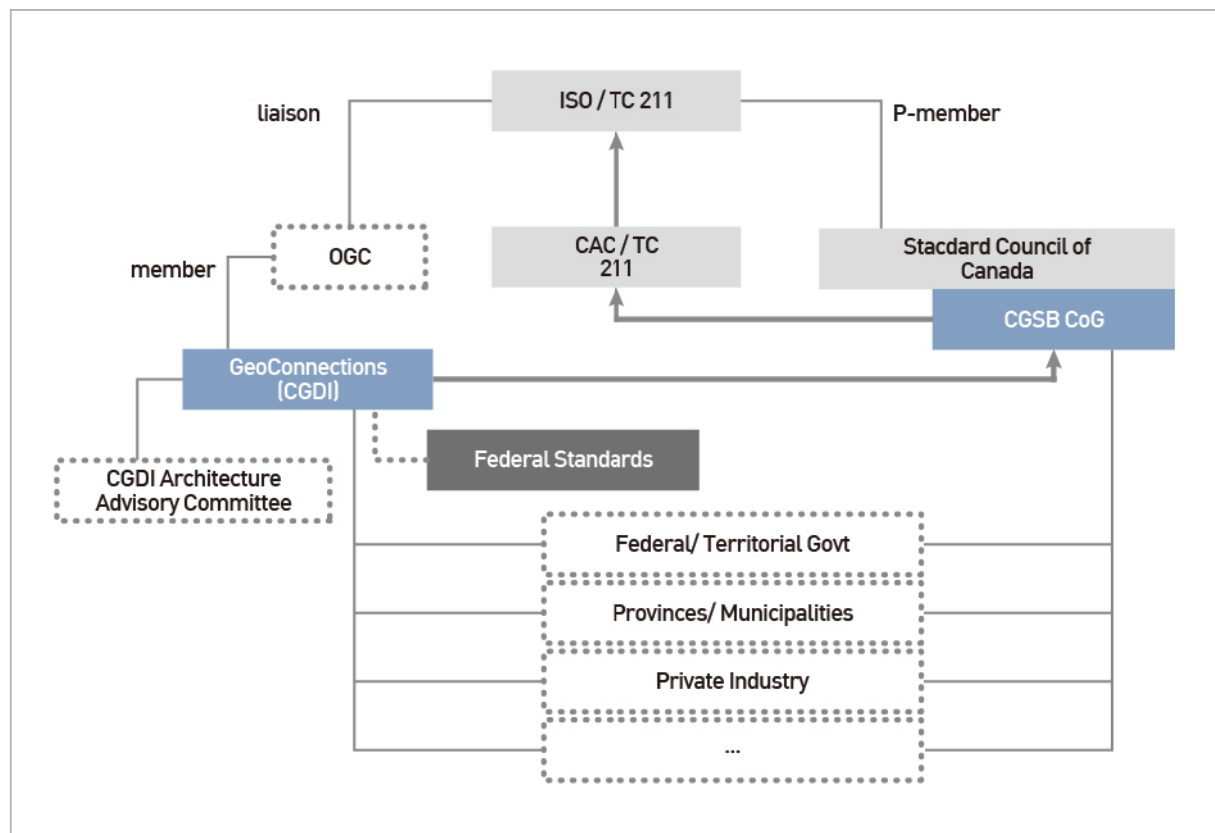 ISO / TC 211
liaison
P-member
OGC
CAC / TC
211
Stacdard Council of
Canada
member
CGSB CoG
GeoConnections
(CGDI)
Federal Standards
CGDI Architecture
Advisory Committee
Federal/ Territorial Govt
Provinces/ Municipalities
Private Industry
...